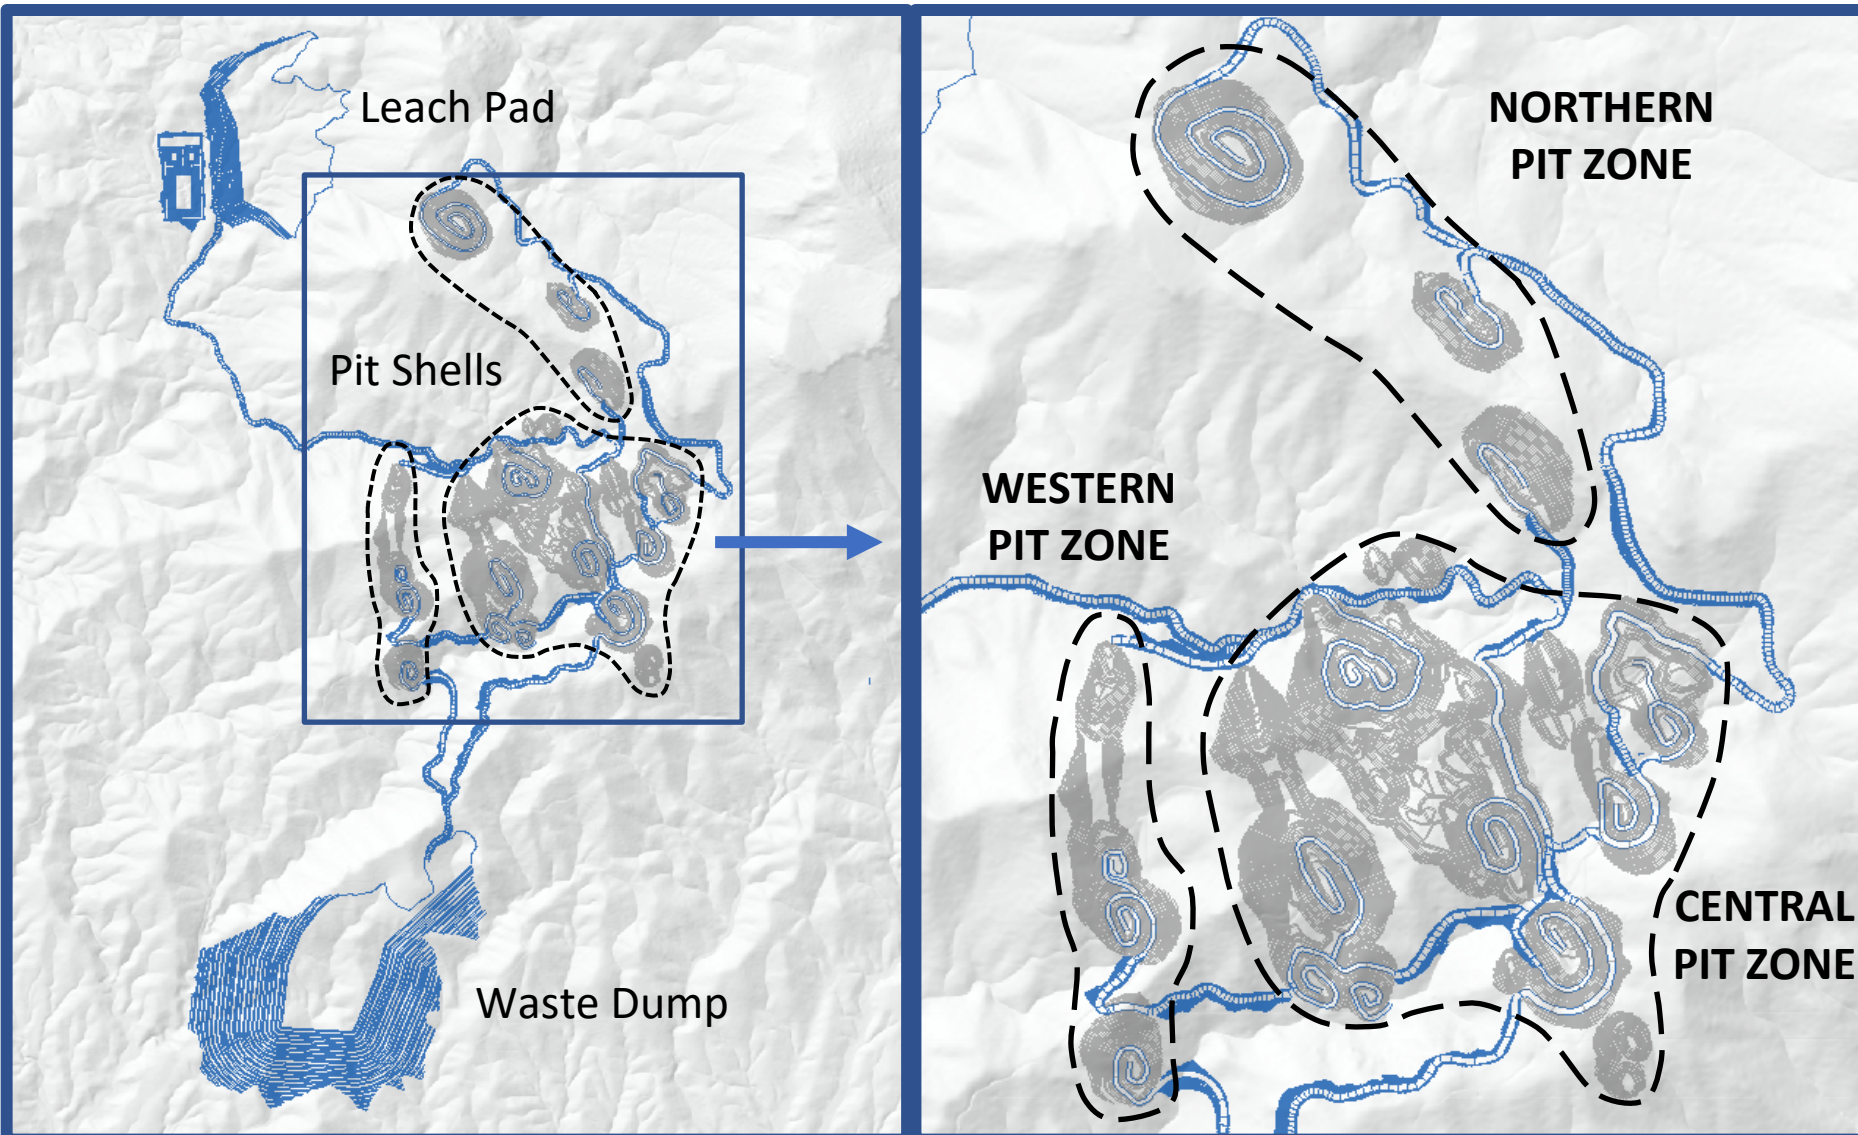 Leach Pad
Pit Shells
Waste Dump
NORTHERN
PIT ZONE
WESTERN
PIT ZONE
CENTRAL
PIT ZONE